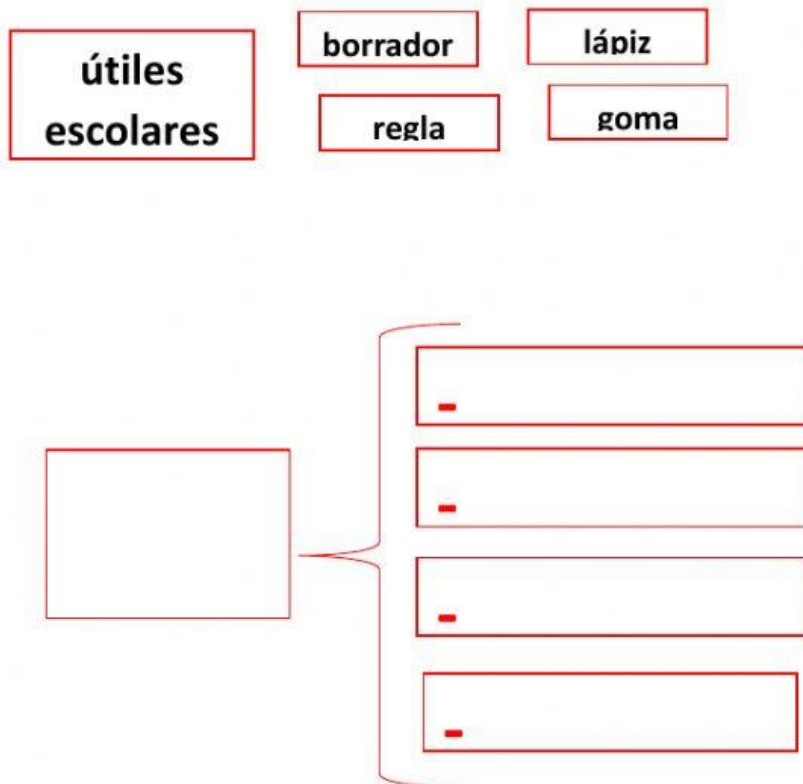 útiles
escolares
borrador
lápiz
regla
goma
-
-
-
-